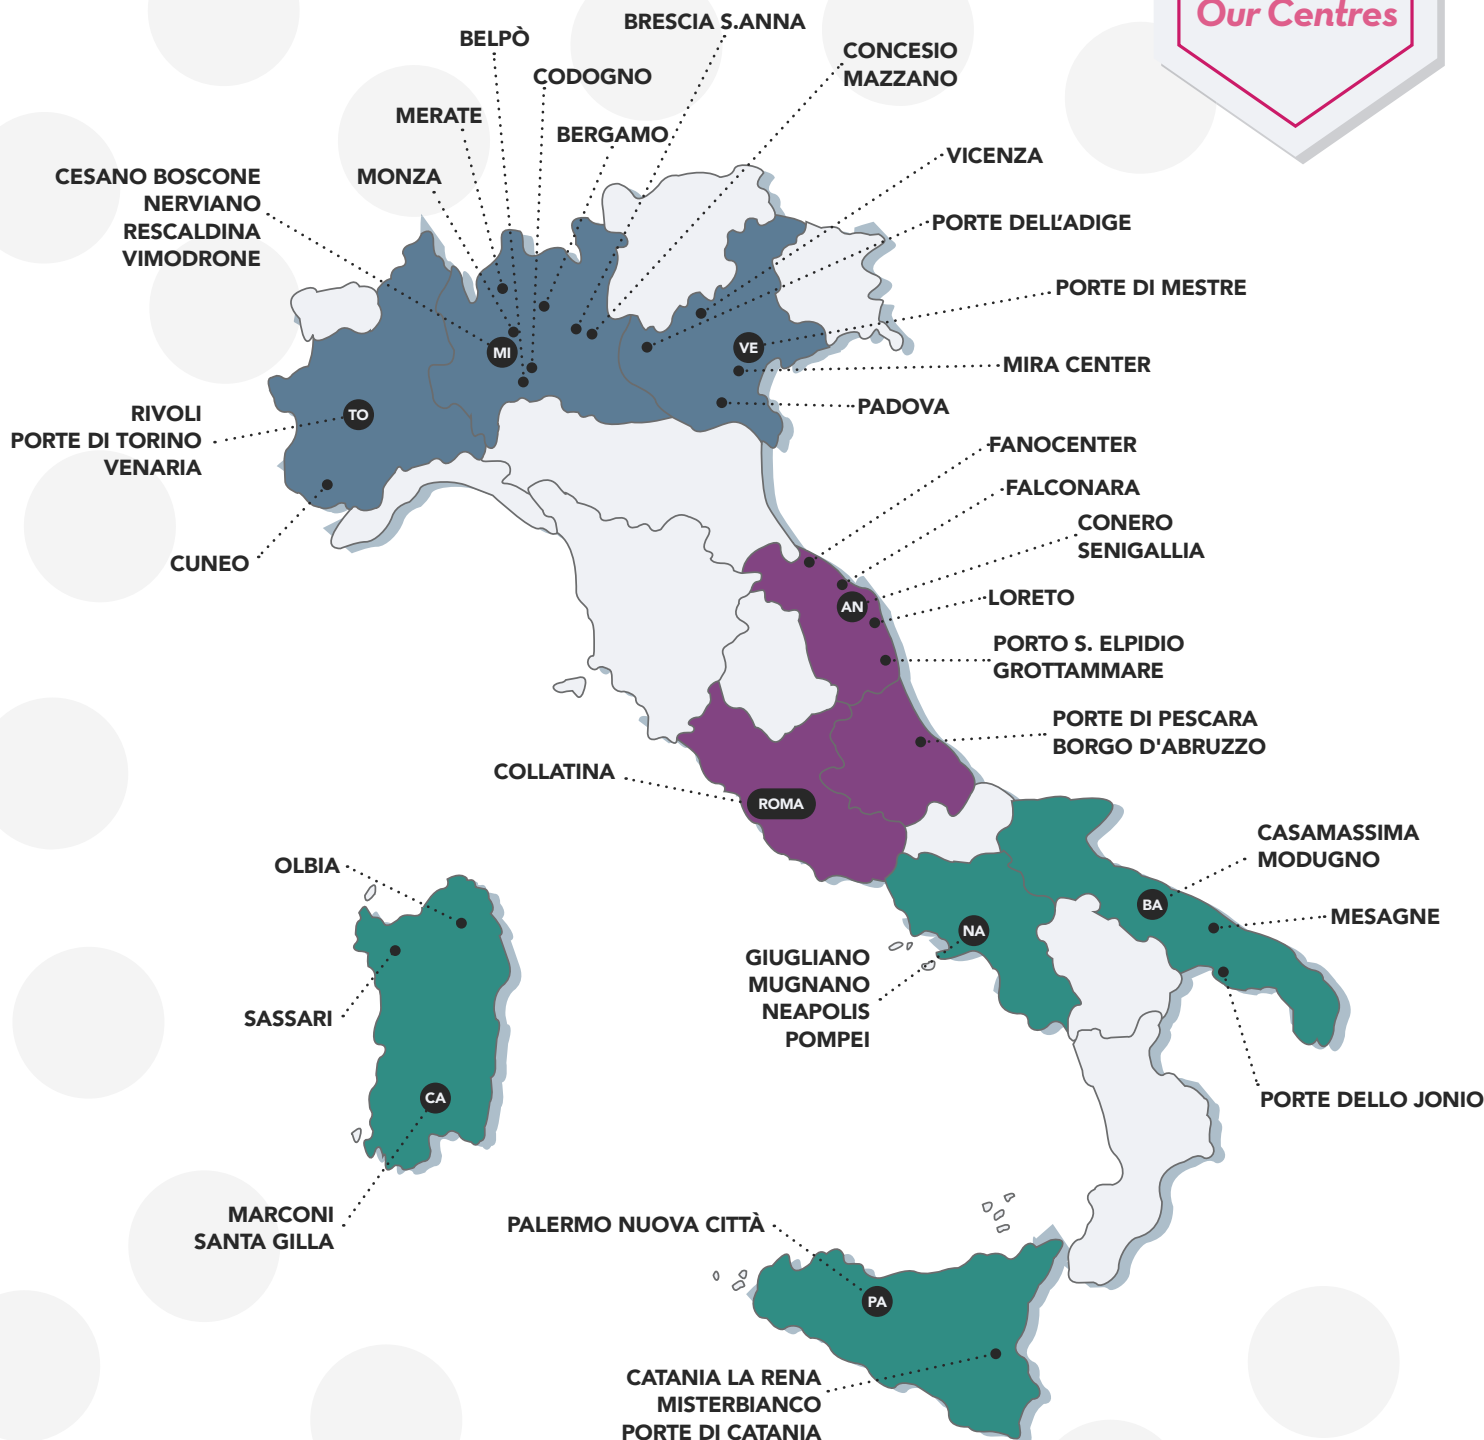 Our Centres
BRESCIA S.ANNA
BELPÒ
CONCESIO
MAZZANO
CODOGNO
MERATE
BERGAMO
VICENZA
CESANO BOSCONE
NERVIANO
RESCALDINA
VIMODRONE
MONZA
PORTE DELL'ADIGE
PORTE DI MESTRE
MI
VE
MIRA CENTER
PADOVA
RIVOLI
PORTE DI TORINO
VENARIA
TO
FANOCENTER
FALCONARA
CONERO
SENIGALLIA
CUNEO
AN
LORETO
PORTO S. ELPIDIO
GROTTAMMARE
PORTE DI PESCARA
BORGO D'ABRUZZO
COLLATINA
ROMA
CASAMASSIMA
MODUGNO
OLBIA
BA
MESAGNE
NA
GIUGLIANO
MUGNANO
NEAPOLIS
POMPEI
SASSARI
CA
PORTE DELLO JONIO
MARCONI
SANTA GILLA
PALERMO NUOVA CITTÀ
PA
CATANIA LA RENA
MISTERBIANCO
PORTE DI CATANIA